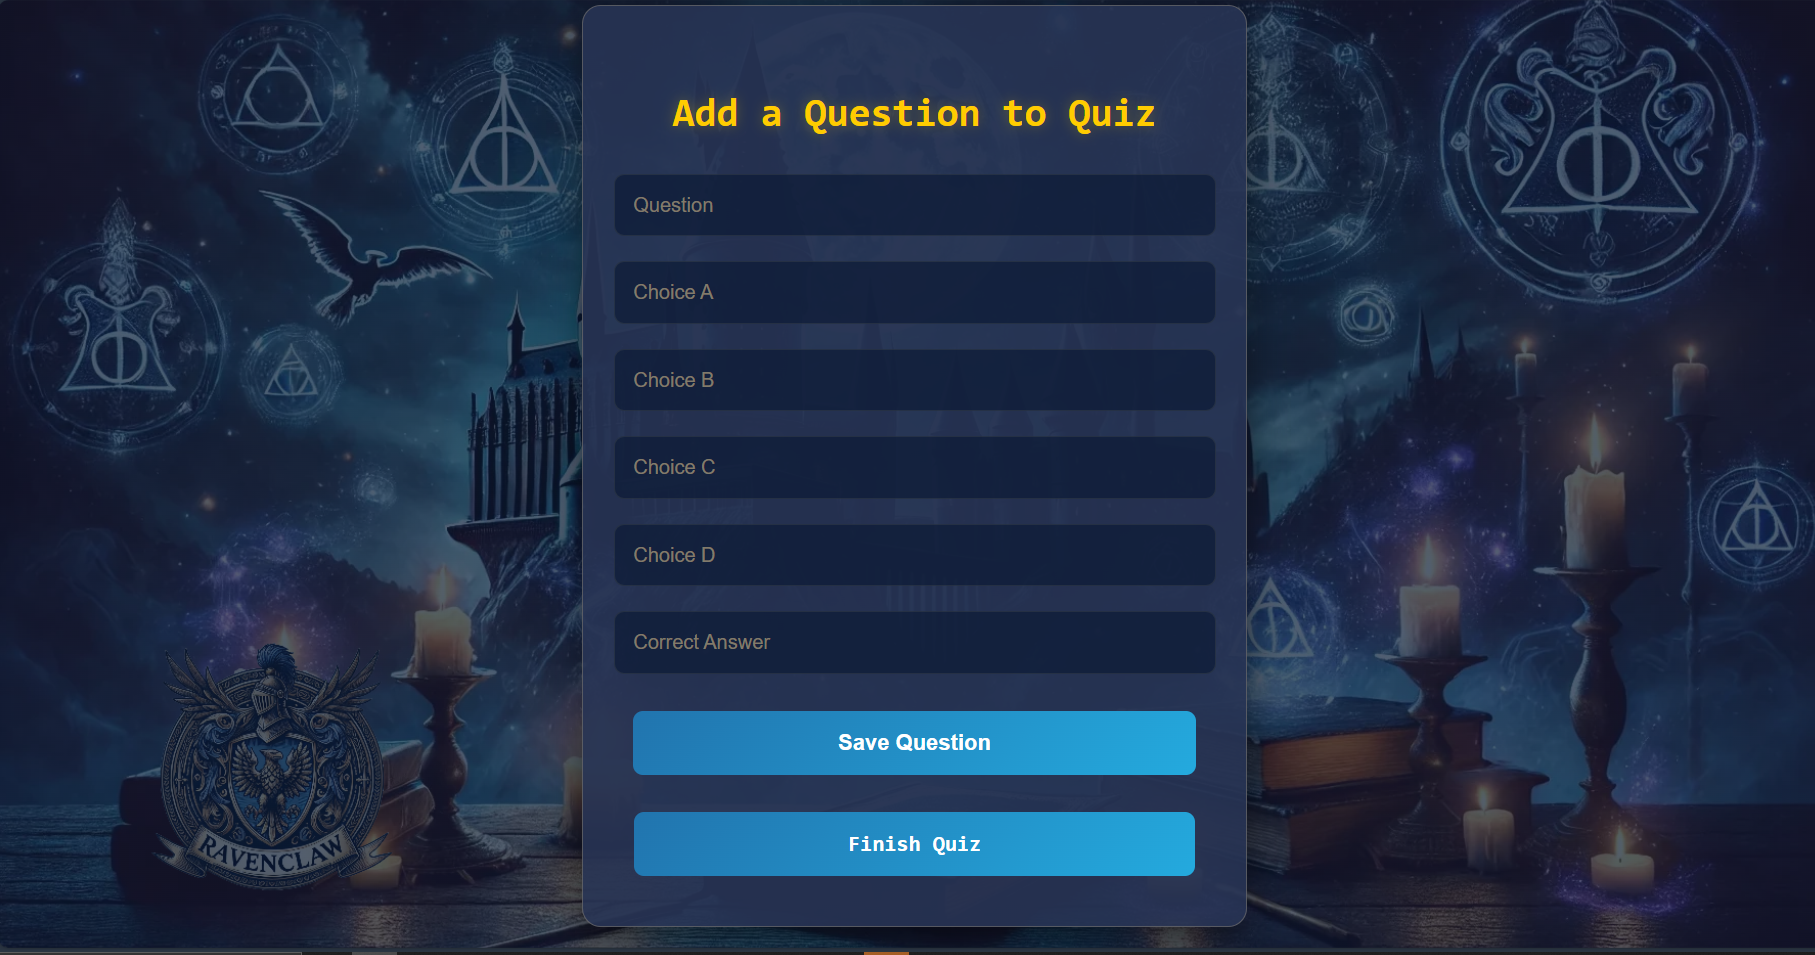 Add a Question to Quiz
Question
Choice A
Choice B
Choice C
Choice D
Correct Answer
Save Question
Finish Quiz
RAVENCLAW